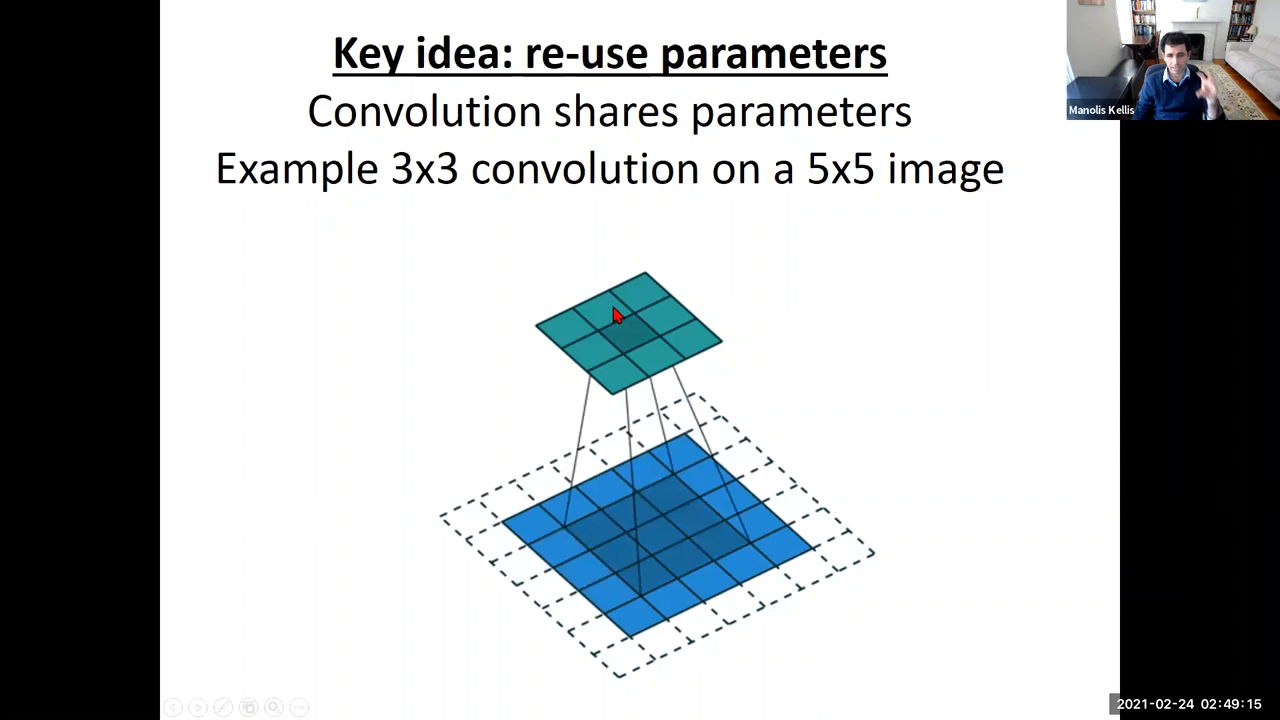 Key idea: re-use parameters
Convolution shares parameters
Example 3x3 convolution on a 5x5 image
Manolis Kellis
2021-02-24 02:49:15